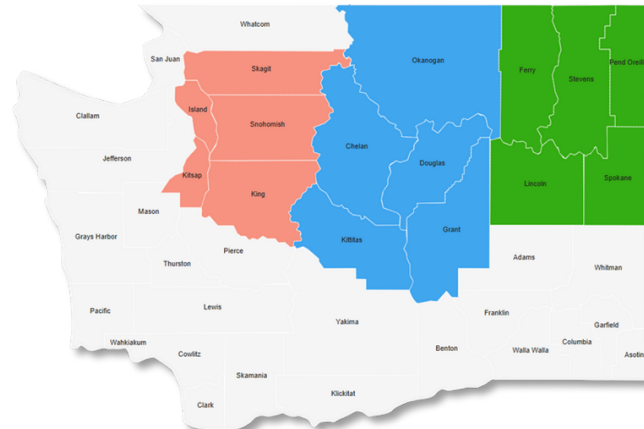 Whatcom
San Juan
Skagit
Okanogan
Ferry
Stevens
Pend Oreill
Island
Clallam
Snohomish
Chelan
Douglas
Jefferson
Kitsap
King
Lincoln
Spokane
Mason
Grays Harbor
Kittitas
Grant
Pierce
Thurston
Adams
Whitman
Pacific
Lewis
Yakima
Franklin
Garfield
Wahkiakum
Cowlitz
Benton
Walla Walla
Columbia
Asotin
Skamania
Klickitat
Clark